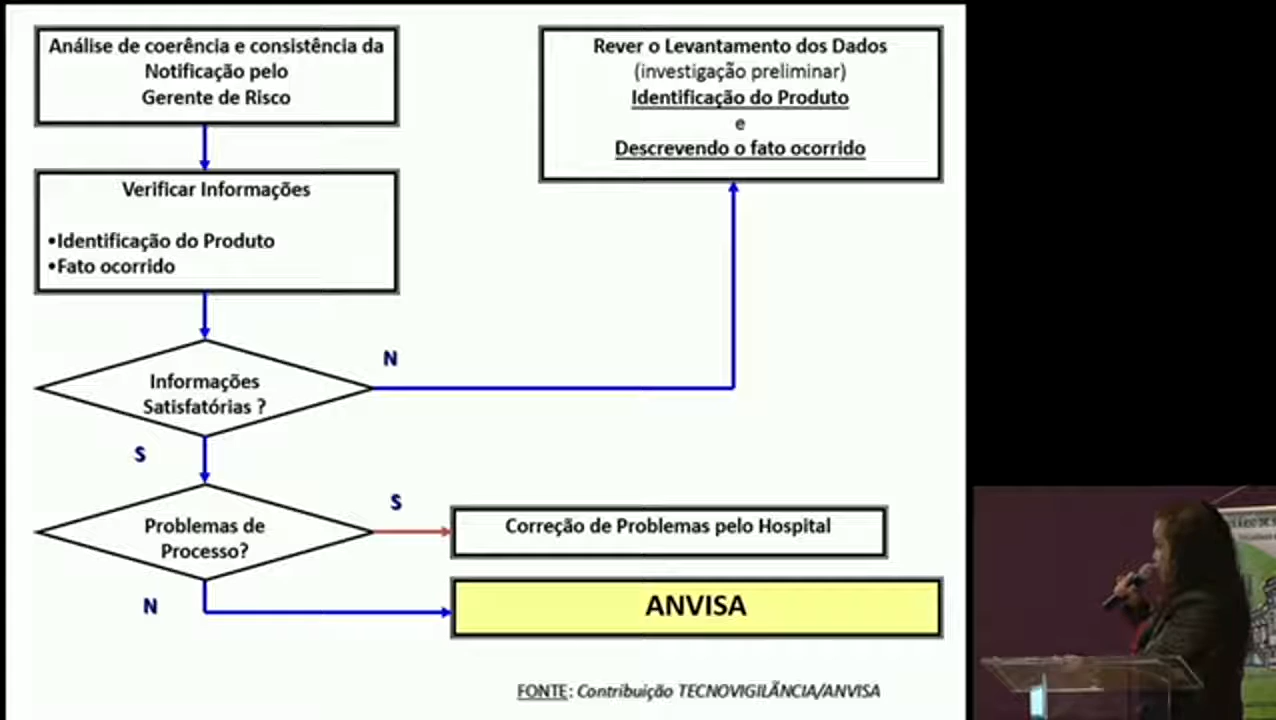 Análise de coerência e consistência da
Notificação pelo
Gerente de Risco
Rever o Levantamento dos Dados
(investigação preliminar)
Identificação do Produto
e
Descrevendo o fato ocorrido
Verificar Informações
•Identificação do Produto
•Fato ocorrido
Informações
Satisfatórias ?
N
S
Problemas de
Processo?
S
Correção de Problemas pelo Hospital
N
ANVISA
FONTE: Contribuição TECNOVIGILÃNCIA/ANVISA